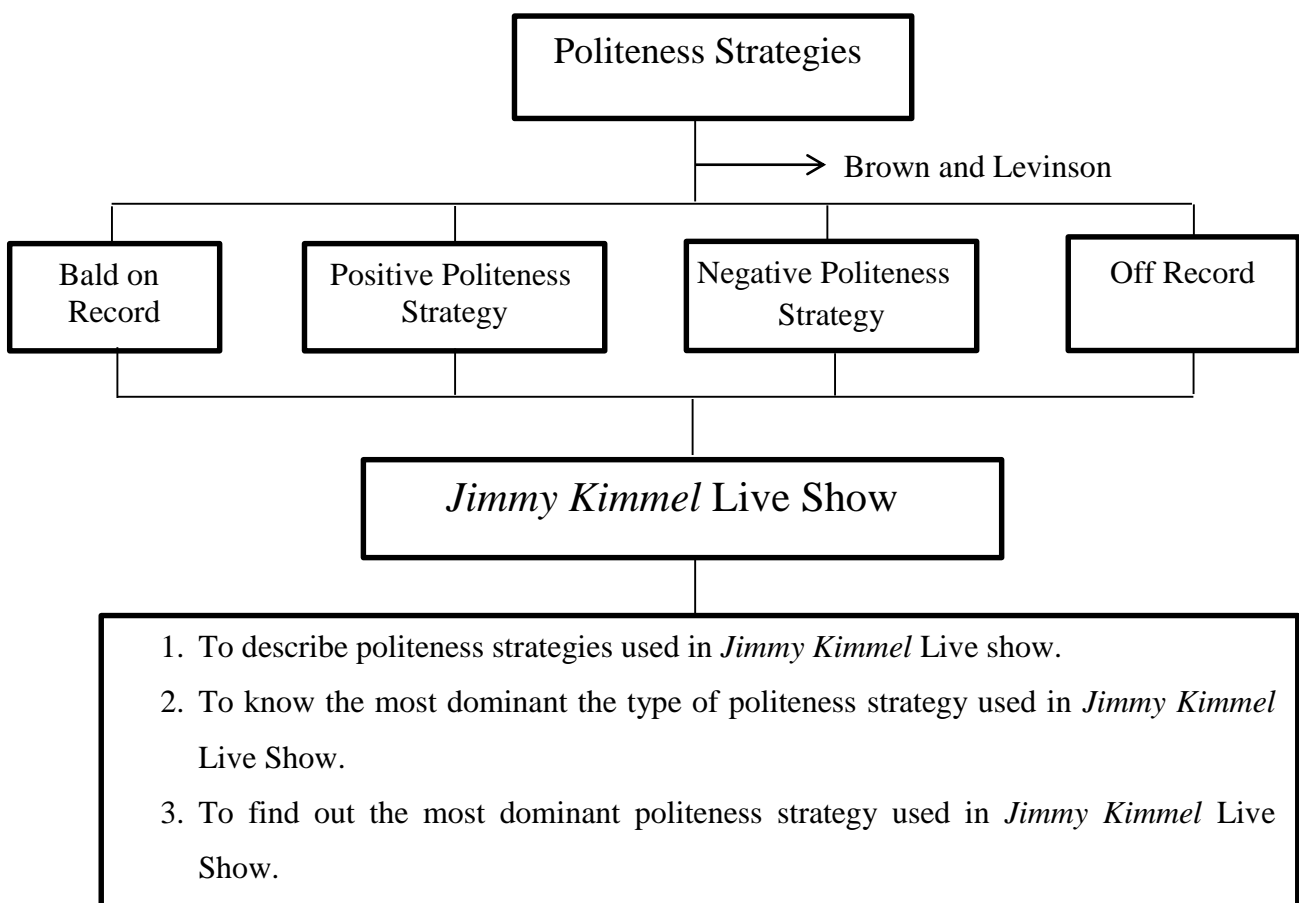 Politeness Strategies
Brown and Levinson
Bald on
Record
Positive Politeness
Strategy
Negative Politeness
Strategy
Off Record
Jimmy Kimmel Live Show
1. To describe politeness strategies used in Jimmy Kimmel Live show.
2. To know the most dominant the type of politeness strategy used in Jimmy Kimmel
Live Show.
3. To find out the most dominant politeness strategy used in Jimmy Kimmel Live
Show.